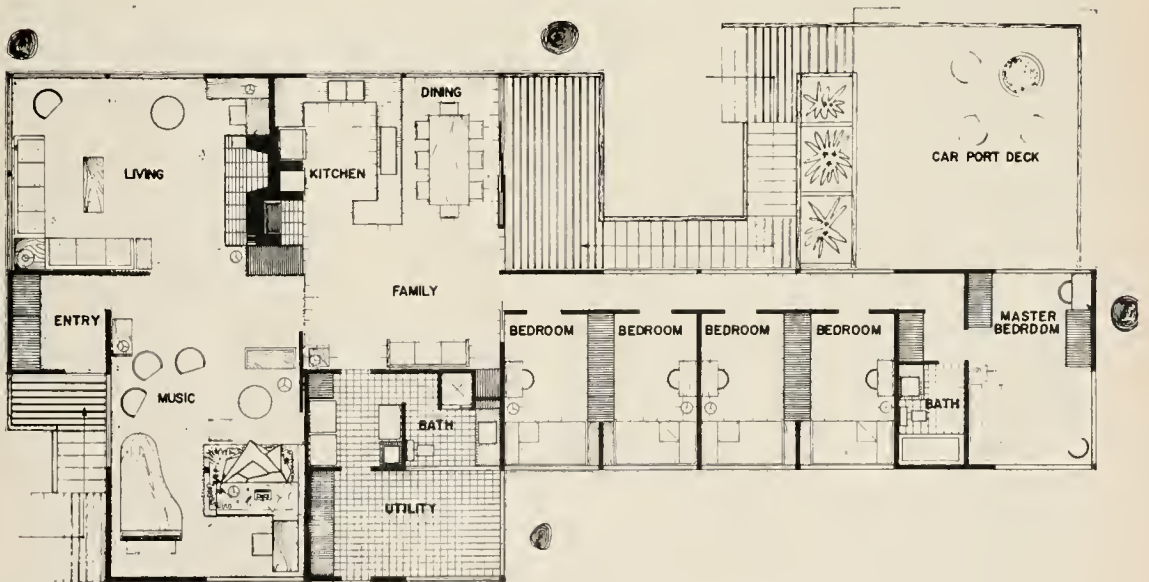 DINING
LIVING
KITCHEN
CAR PORT DECK
FAMILY
ENTRY
BEDROOM
BEDROOM
BEDROOM
BEDROOM
MASTER
BEDROOM
MUSIC
BATH
BATH
UTILITY